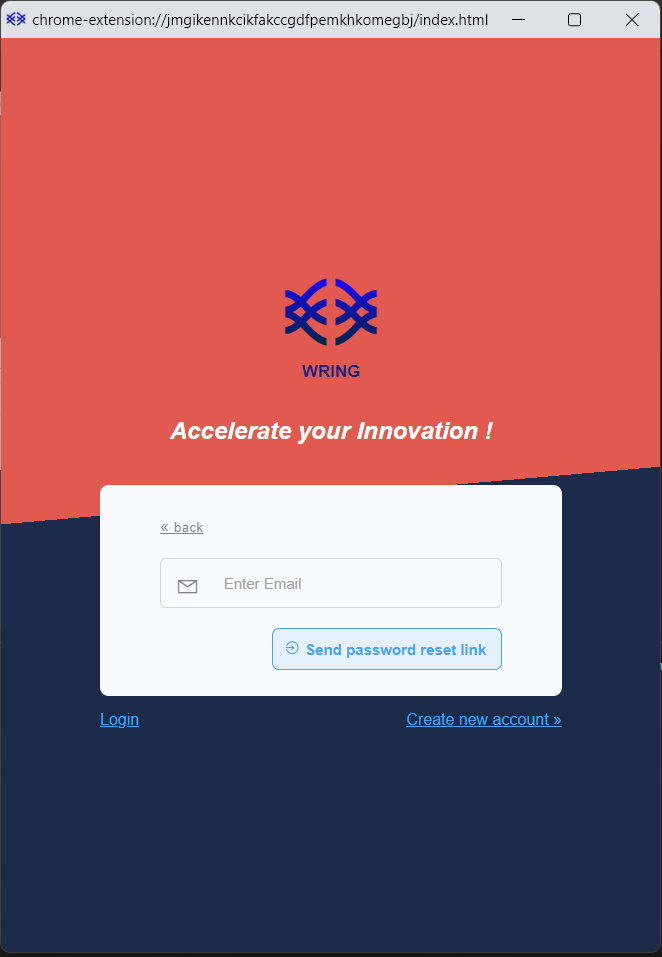 chrome-extension://jmgikennkcikfakccgdfpemkhkomegbj/index.html
WRING
Accelerate your Innovation !
« back
Enter Email
Send password reset link
Login
Create new account »